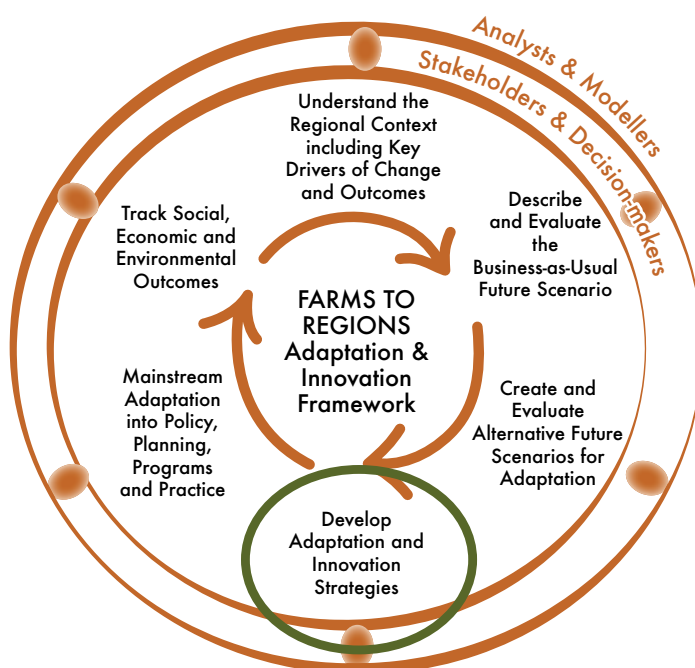 Analysts & Modellers
Stakeholders & Decision-makers
Understand the
Regional Context
including Key
Drivers of Change
and Outcomes
Describe
and Evaluate
the
Business-as-Usual
Future Scenario
Create and
Evaluate
Alternative Future
Scenarios for
Adaptation
Develop
Adaptation and
Innovation
Strategies
Mainstream
Adaptation
into Policy,
Planning,
Programs
and Practice
Track Social,
Economic and
Environmental
Outcomes
FARMS TO
REGIONS
Adaptation &
Innovation
Framework